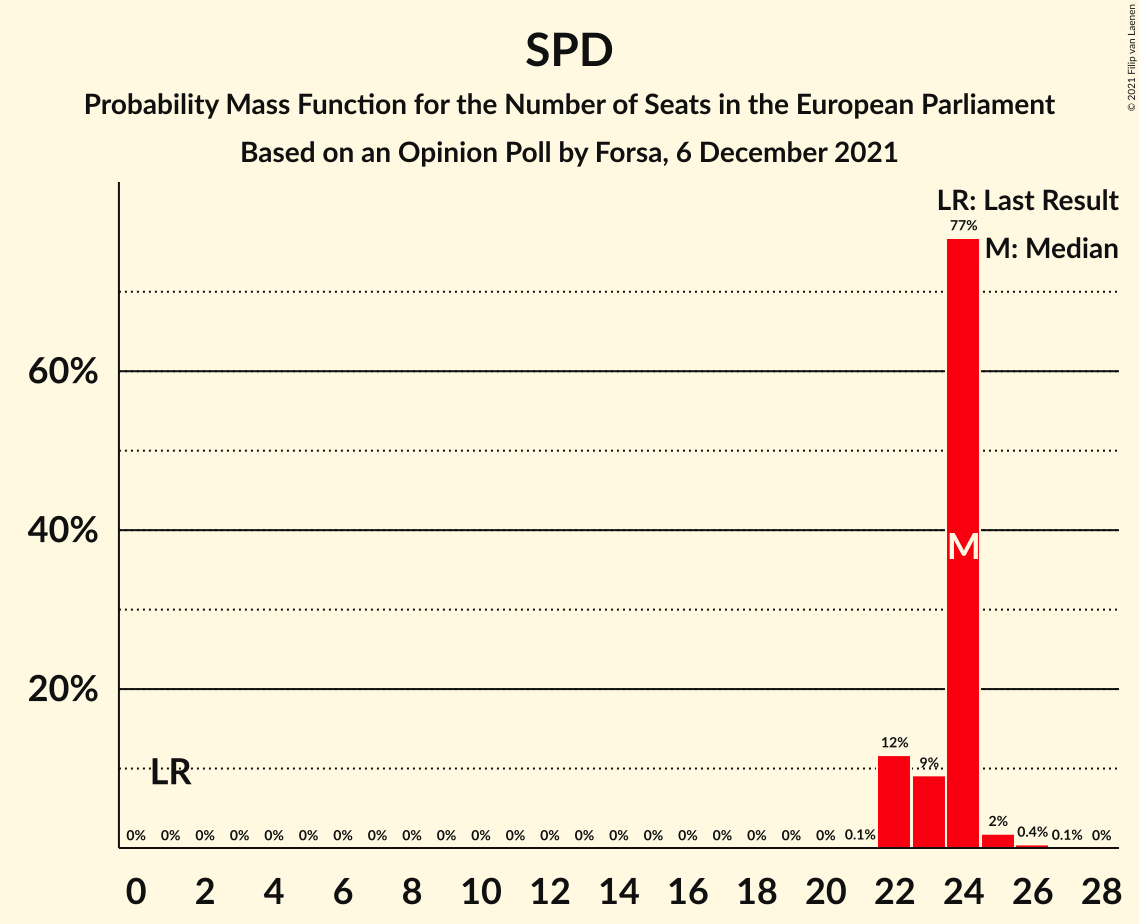 SPD
Probability Mass Function for the Number of Seats in the European Parliament
Based on an Opinion Poll by Forsa, 6 December 2021
© 2021 Filip van Laenen
LR: Last Result
M: Median
77%
60%
40%
M
20%
12%
9%
LR
0% 0% 0% 0% 0% 0% 0% 0% 0% 0% 0% 0% 0% 0% 0% 0% 0% 0% 0% 0% 0% 0.1% 2% 0.4% 0.1% 0%
0 2 4 6 8 10 12 14 16 18 20 22 24 26 28